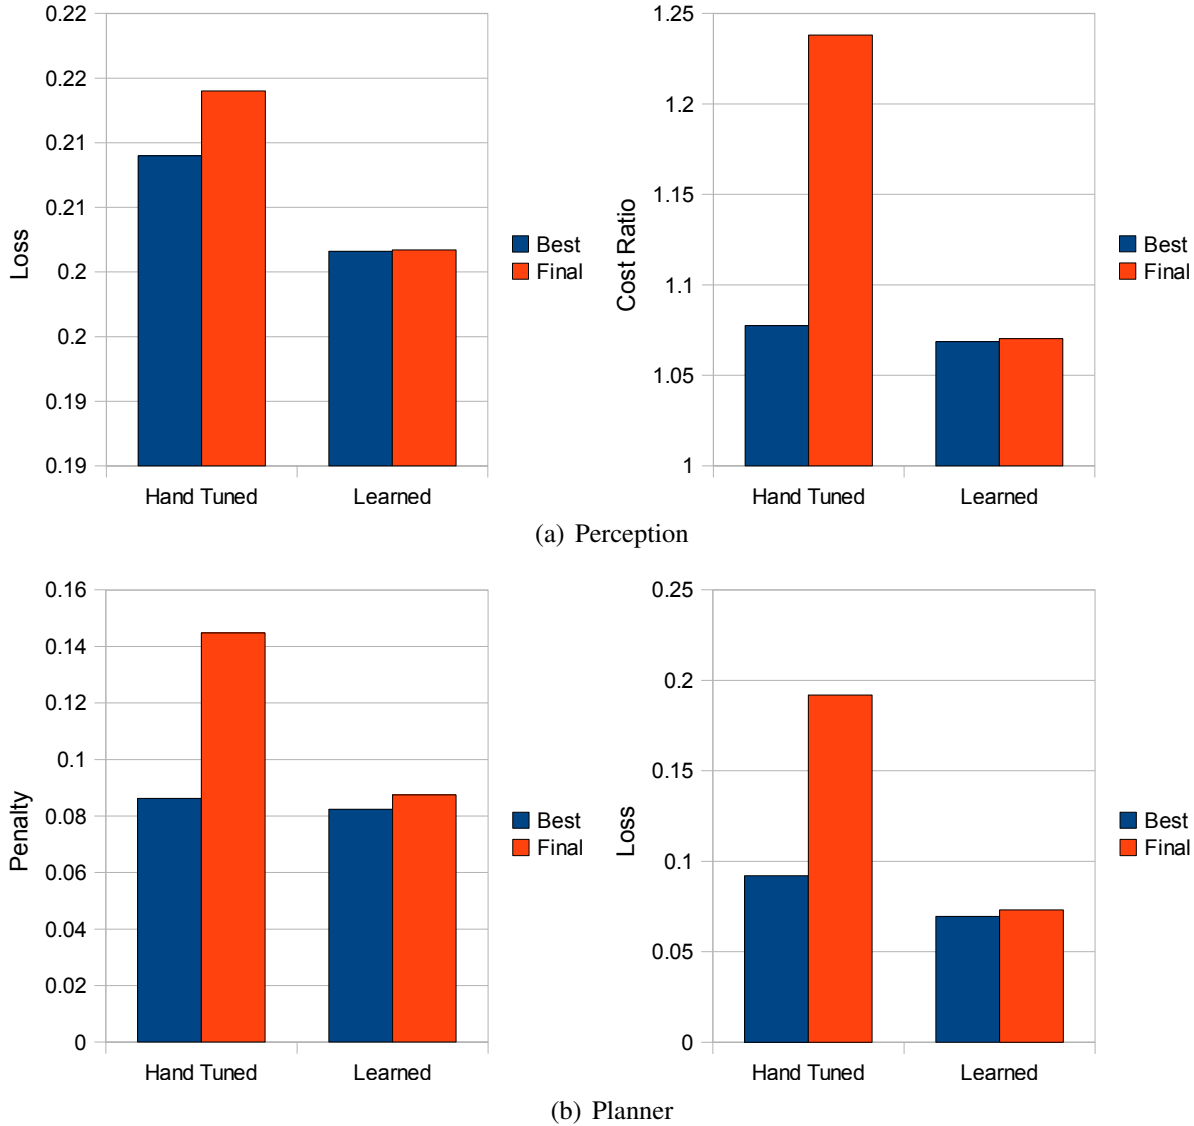 0.22
0.22
0.21
0.21
0.2
0.2
0.19
0.19
Loss
Hand Tuned
Learned
Best
Final
1.25
1.2
1.15
1.1
1.05
1
Cost Ratio
Hand Tuned
Learned
Best
Final
(a) Perception
0.16
0.14
0.12
0.1
0.08
0.06
0.04
0.02
0
Penalty
Hand Tuned
Learned
Best
Final
0.25
0.2
0.15
0.1
0.05
0
Loss
Hand Tuned
Learned
Best
Final
(b) Planner